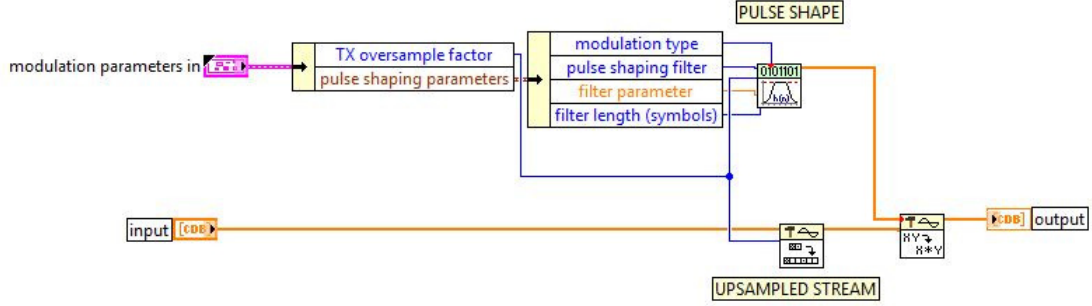 PULSE SHAPE
modulation parameters in
TX oversample factor
pulse shaping parameters
modulation type
pulse shaping filter
filter parameter
filter length (symbols)
0101101
h(n)
input
[CDB]
XY
X*Y
[CDB]
output
UPSAMPLED STREAM